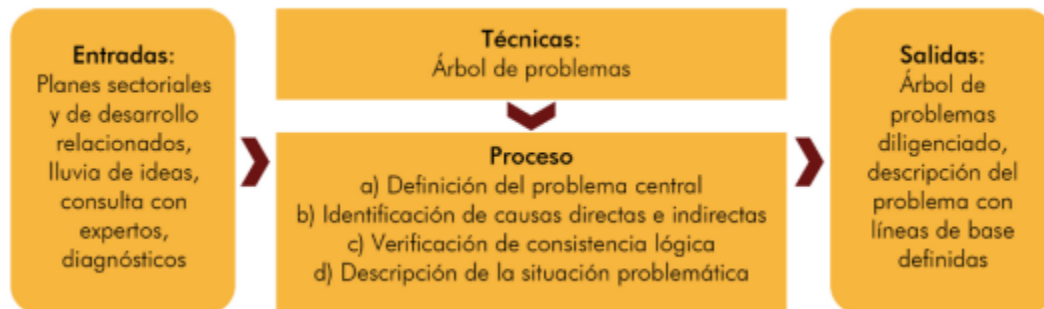 Entradas:
Planes sectoriales
y de desarrollo
relacionados,
lluvia de ideas,
consulta con
expertos,
diagnósticos
Técnicas:
Árbol de problemas
Proceso
a) Definición del problema central
b) Identificación de causas directas e indirectas
c) Verificación de consistencia lógica
d) Descripción de la situación problemática
Salidas:
Árbol de
problemas
diligenciado,
descripción del
problema con
líneas de base
definidas